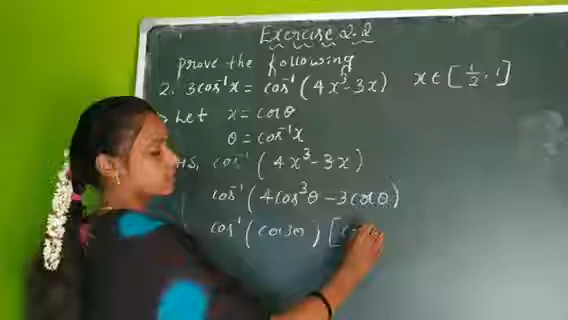 Exercise 2.2
prove the following
2. 3cos⁻¹x = cos⁻¹(4x³-3x) x ∈ [1/2, 1]
Let x = cosθ
θ = cos⁻¹x
HS, cos⁻¹(4x³-3x)
cos⁻¹(4cos³θ-3cosθ)
cos⁻¹(cos3θ) [